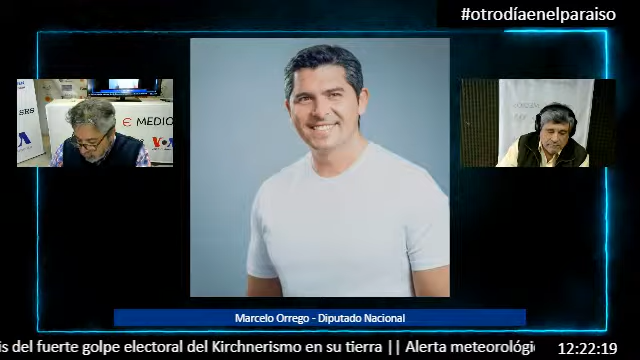 #otrodíaenelparaiso
E MEDIO
Marcelo Orrego - Diputado Nacional
is del fuerte golpe electoral del Kirchnerismo en su tierra || Alerta meteorológi
12:22:19